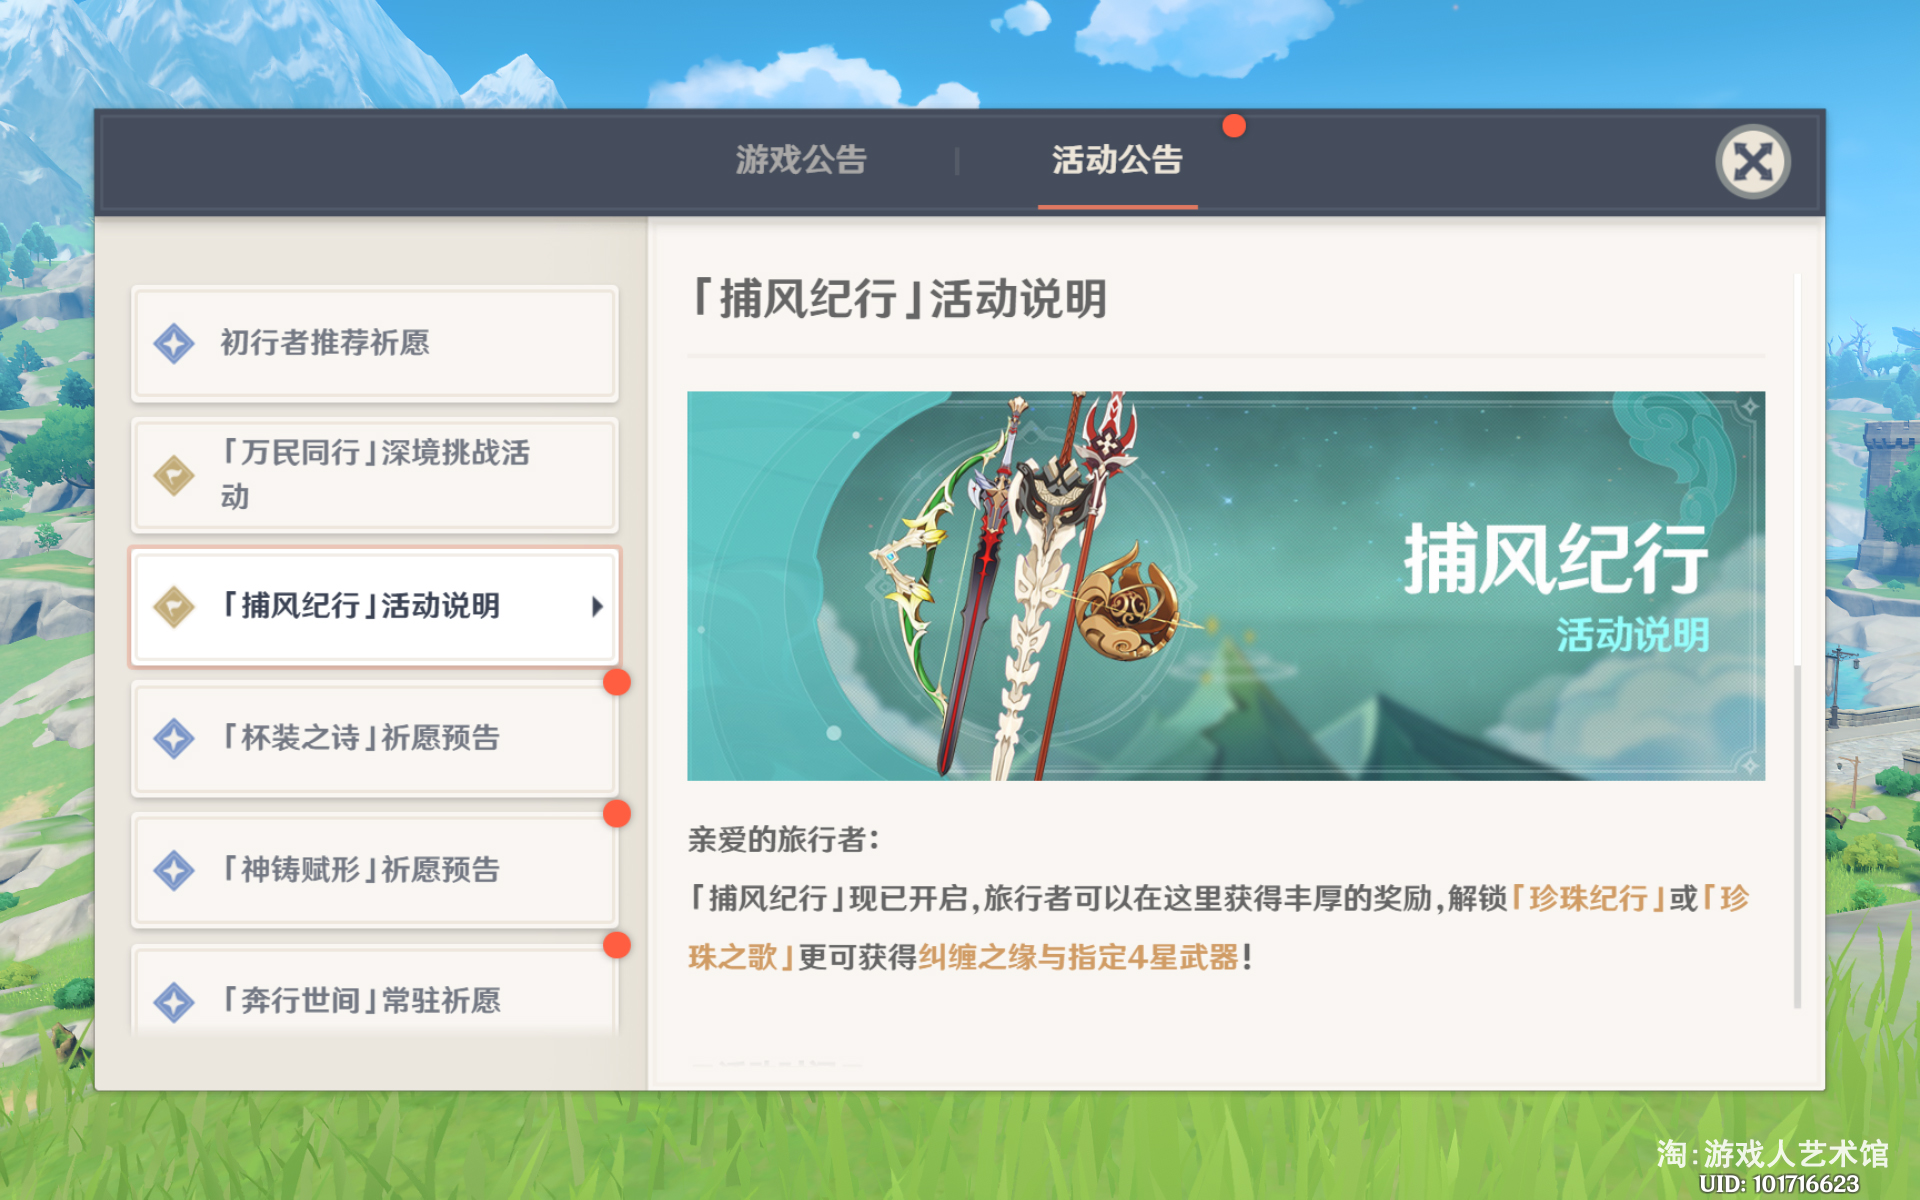 游戏公告
活动公告
初行者推荐祈愿
「万民同行」深境挑战活
动
「捕风纪行」活动说明
「杯装之诗」祈愿预告
「神铸赋形」祈愿预告
「奔行世间」常驻祈愿
「捕风纪行」活动说明
捕风纪行
活动说明
亲爱的旅行者：
「捕风纪行」现已开启，旅行者可以在这里获得丰厚的奖励，解锁「珍珠纪行」或「珍
珠之歌」更可获得纠缠之缘与指定4星武器！
淘：游戏人艺术馆
UID: 101716623